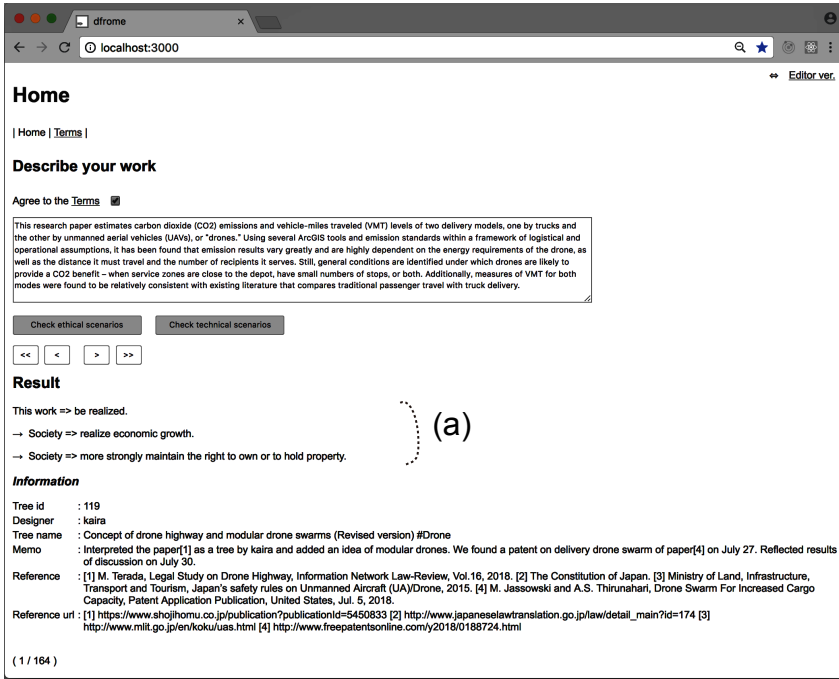 dfrome
localhost:3000
⇔ Editor ver.
Home
| Home | Terms |
Describe your work
Agree to the Terms
This research paper estimates carbon dioxide (CO2) emissions and vehicle-miles traveled (VMT) levels of two delivery models, one by trucks and
the other by unmanned aerial vehicles (UAVs), or "drones." Using several ArcGIS tools and emission standards within a framework of logistical and
operational assumptions, it has been found that emission results vary greatly and are highly dependent on the energy requirements of the drone, as
well as the distance it must travel and the number of recipients it serves. Still, general conditions are identified under which drones are likely to
provide a CO2 benefit – when service zones are close to the depot, have small numbers of stops, or both. Additionally, measures of VMT for both
modes were found to be relatively consistent with existing literature that compares traditional passenger travel with truck delivery.
Check ethical scenarios Check technical scenarios
<< < > >>
Result
This work => be realized.
→ Society => realize economic growth.
→ Society => more strongly maintain the right to own or to hold property.
(a)
Information
Tree id : 119
Designer : kaira
Tree name : Concept of drone highway and modular drone swarms (Revised version) #Drone
Memo : Interpreted the paper[1] as a tree by kaira and added an idea of modular drones. We found a patent on delivery drone swarm of paper[4] on July 27. Reflected results
of discussion on July 30.
Reference : [1] M. Terada, Legal Study on Drone Highway, Information Network Law-Review, Vol.16, 2018. [2] The Constitution of Japan. [3] Ministry of Land, Infrastructure,
Transport and Tourism, Japan's safety rules on Unmanned Aircraft (UA)/Drone, 2015. [4] M. Jassowski and A.S. Thirunahari, Drone Swarm For Increased Cargo
Capacity, Patent Application Publication, United States, Jul. 5, 2018.
Reference url : [1] https://www.shojihomu.co.jp/publication?publicationId=5450833 [2] http://www.japaneselawtranslation.go.jp/law/detail_main?id=174 [3]
http://www.mlit.go.jp/en/koku/uas.html [4] http://www.freepatentsonline.com/y2018/0188724.html
( 1 / 164 )